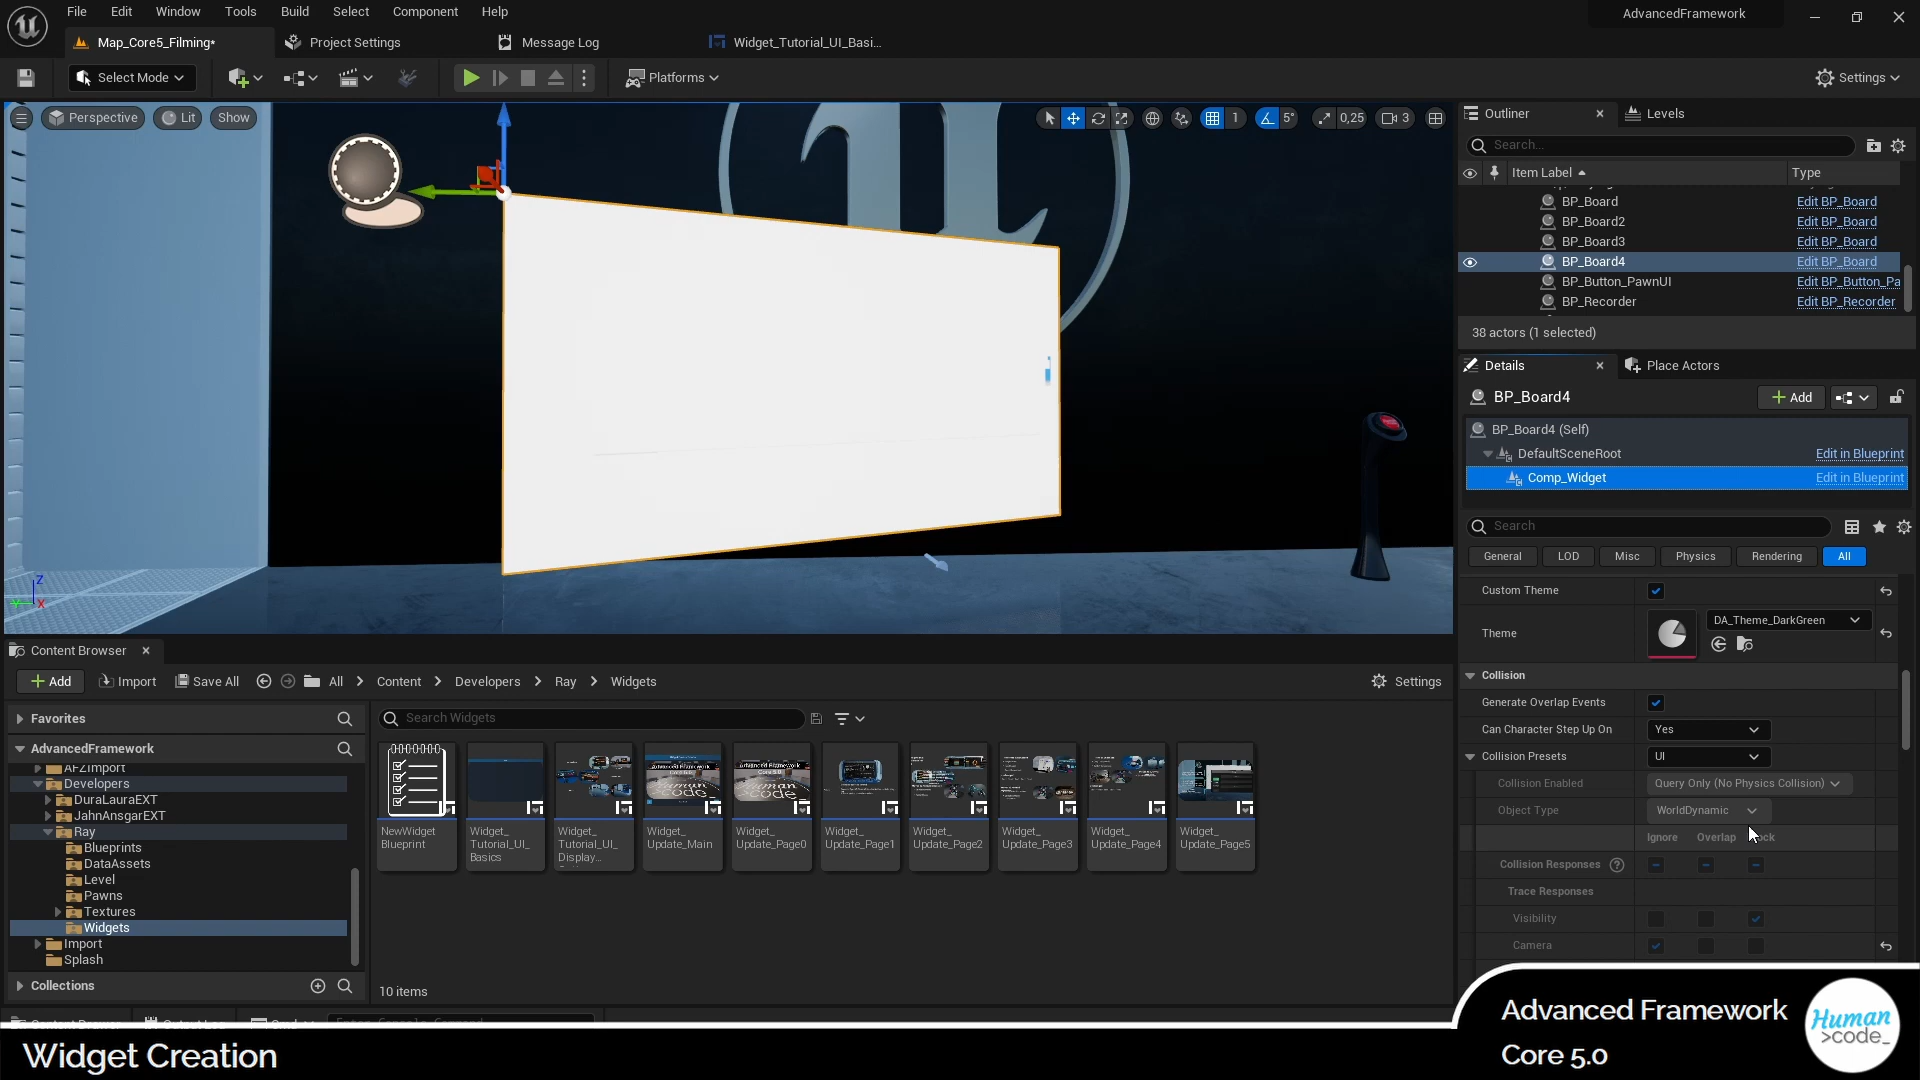 File Edit Window Tools Build Select Component Help
AdvancedFramework
Map_Core5_Filming*
Project Settings
Message Log
Widget_Tutorial_UI_Basi...
Select Mode
Platforms
Settings
Perspective
Lit
Show
1
5°
0,25
3
Outliner
Levels
Search...
Item Label
Type
BP_Board Edit BP_Board
BP_Board2 Edit BP_Board
BP_Board3 Edit BP_Board
BP_Board4 Edit BP_Board
BP_Button_PawnUI Edit BP_Button_Pa
BP_Recorder Edit BP_Recorder
38 actors (1 selected)
Details
Place Actors
BP_Board4
Add
BP_Board4 (Self)
DefaultSceneRoot Edit in Blueprint
Comp_Widget Edit in Blueprint
Search
General LOD Misc Physics Rendering All
Custom Theme
Theme
DA_Theme_DarkGreen
Collision
Generate Overlap Events
Can Character Step Up On Yes
Collision Presets UI
Collision Enabled Query Only (No Physics Collision)
Object Type WorldDynamic
Ignore Overlap
Collision Responses
Trace Responses
Visibility
Camera
Z
X
Content Browser
Add
Import
Save All
All
Content
Developers
Ray
Widgets
Settings
Favorites
AdvancedFramework
AFZImport
Developers
DuraLauraEXT
JahnAnsgarEXT
Ray
Blueprints
DataAssets
Level
Pawns
Textures
Widgets
Import
Splash
Collections
Search Widgets
NewWidget
Blueprint
Widget_
Tutorial_UI_
Basics
Widget_
Tutorial_UI_
Display...
Widget_
Update_Main
Widget_
Update_Page0
Widget_
Update_Page1
Widget_
Update_Page2
Widget_
Update_Page3
Widget_
Update_Page4
Widget_
Update_Page5
10 items
Widget Creation
Advanced Framework
Core 5.0
Human
>code_